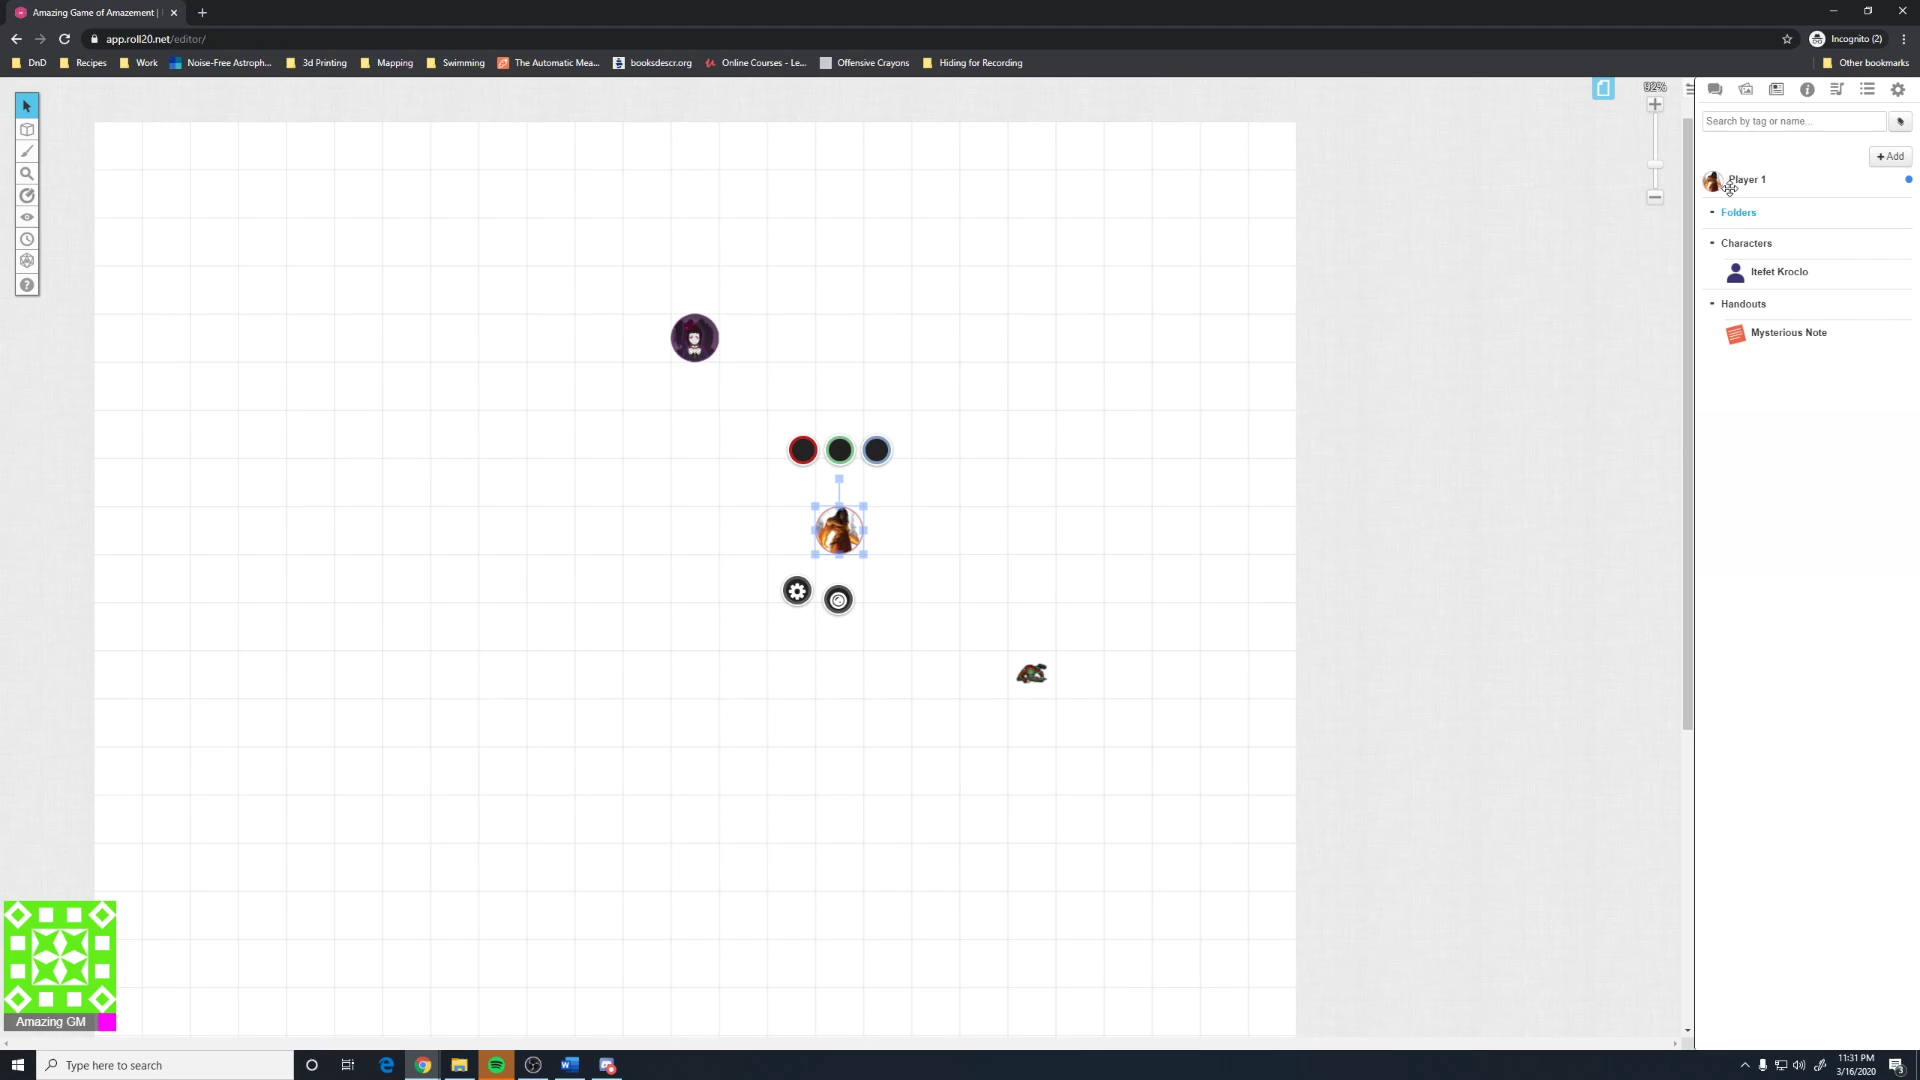 Amazing Game of Amazement |
app.roll20.net/editor/
Incognito (2)
DnD
Recipes
Work
Noise-Free Astroph...
3d Printing
Mapping
Swimming
The Automatic Mea...
booksdescr.org
Online Courses - Le...
Offensive Crayons
Hiding for Recording
Other bookmarks
92%
Search by tag or name...
+ Add
Player 1
Folders
Characters
Itefet Kroclo
Handouts
Mysterious Note
Amazing GM
Type here to search
11:31 PM
3/16/2020
3